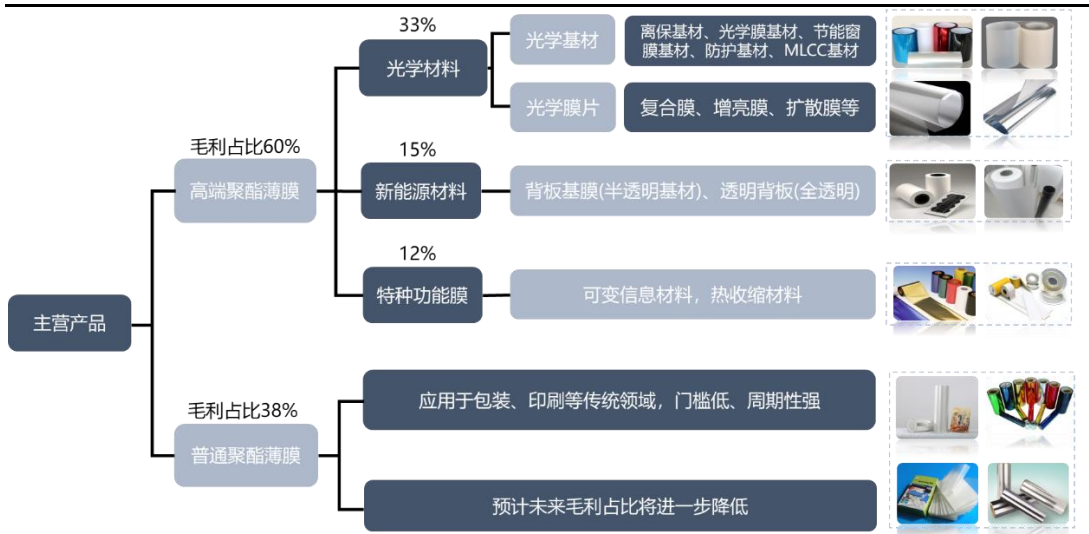 主营产品
毛利占比60%
高端聚酯薄膜
33%
光学材料
光学基材
离保基材、光学膜基材、节能窗
膜基材、防护基材、MLCC基材
光学膜片
复合膜、增亮膜、扩散膜等
15%
新能源材料
背板基膜(半透明基材)、透明背板(全透明)
12%
特种功能膜
可变信息材料，热收缩材料
毛利占比38%
普通聚酯薄膜
应用于包装、印刷等传统领域，门槛低、周期性强
预计未来毛利占比将进一步降低